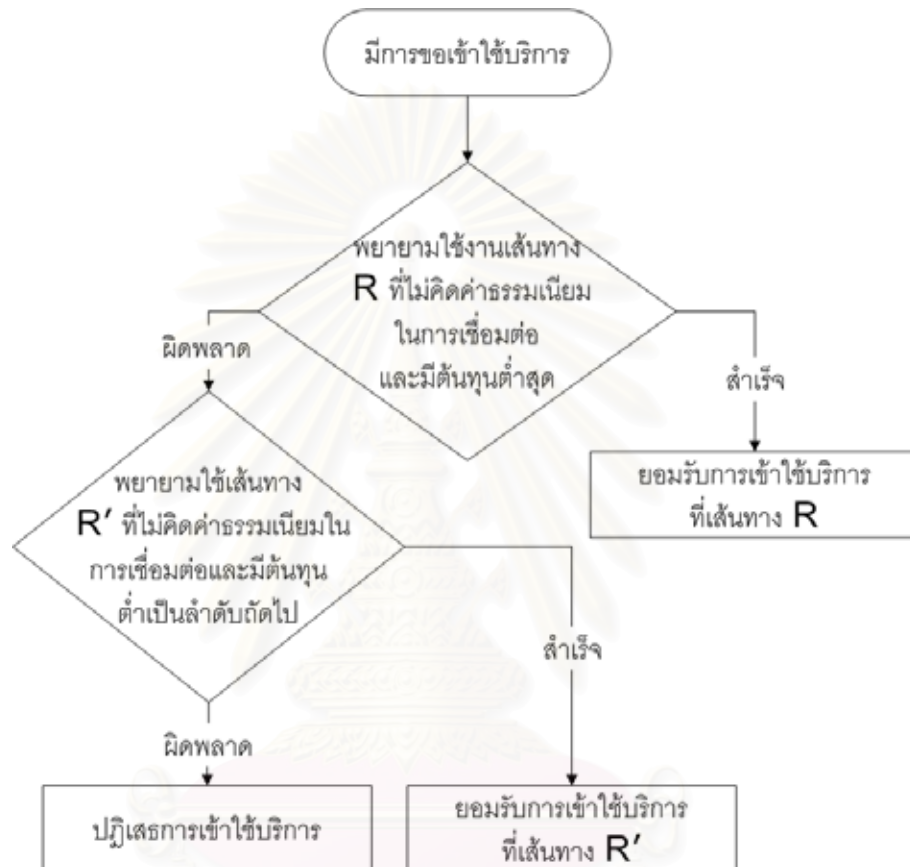 มีการขอเข้าใช้บริการ
พยายามใช้งานเส้นทาง
R ที่ไม่คิดค่าธรรมเนียม
ในการเชื่อมต่อ
และมีต้นทุนต่ำสุด
ผิดพลาด
สำเร็จ
ยอมรับการเข้าใช้บริการ
ที่เส้นทาง R
พยายามใช้เส้นทาง
R′ ที่ไม่คิดค่าธรรมเนียมใน
การเชื่อมต่อและมีต้นทุน
ต่ำเป็นลำดับถัดไป
สำเร็จ
ผิดพลาด
ปฏิเสธการเข้าใช้บริการ
ยอมรับการเข้าใช้บริการ
ที่เส้นทาง R′